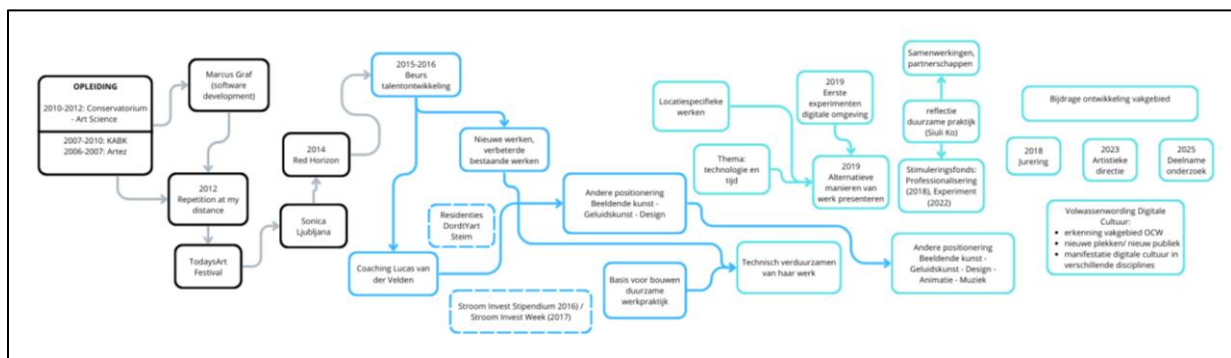 OPLEIDING
2010-2012: Conservatorium
- Art Science
2007-2010: KABK
2006-2007: Artez
Marcus Graf
(software
development)
2012
Repetition at my
distance
TodaysArt
Festival
Sonica
Ljubljana
2014
Red Horizon
2015-2016
Beurs
talentontwikkeling
Nieuwe werken,
verbeterde
bestaande werken
Residenties
DordtYart
Steim
Coaching Lucas van
der Velden
Stroom Invest Stipendium 2016) /
Stroom Invest Week (2017)
Andere positionering
Beeldende kunst -
Geluidskunst - Design
Basis voor bouwen
duurzame
werkpraktijk
Locatiespecifieke
werken
Thema:
technologie en
tijd
2019
Eerste
experimenten
digitale omgeving
2019
Alternatieve
manieren van
werk presenteren
Technisch verduurzamen
van haar werk
Samenwerkingen,
partnerschappen
reflectie
duurzame praktijk
(Siuli Ko)
Stimuleringsfonds:
Professionalisering
(2018), Experiment
(2022)
Andere positionering
Beeldende kunst -
Geluidskunst - Design -
Animatie - Muziek
Bijdrage ontwikkeling vakgebied
2018
Jurering
2023
Artistieke
directie
2025
Deelname
onderzoek
Volwassenwording Digitale
Cultuur:
• erkenning vakgebied OCW
• nieuwe plekken/ nieuw publiek
• manifestatie digitale cultuur in
verschillende disciplines